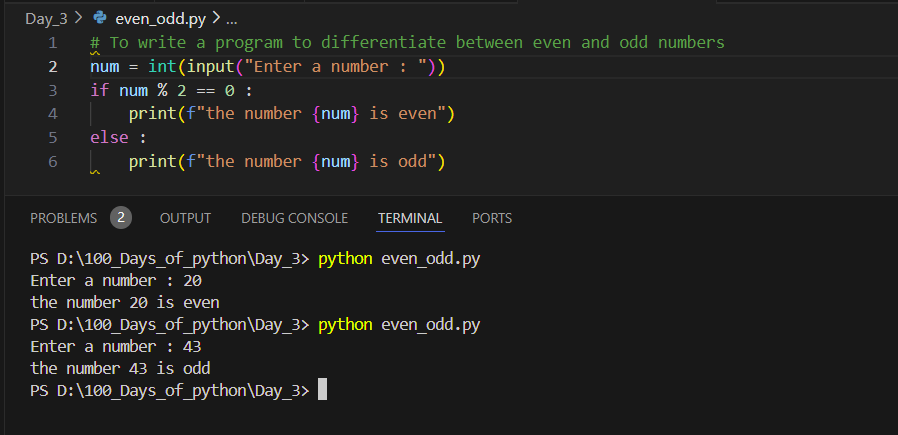 Day_3 > even_odd.py > ...
1 # To write a program to differentiate between even and odd numbers
2 num = int(input("Enter a number : "))
3 if num % 2 == 0 :
4     print(f"the number {num} is even")
5 else :
6     print(f"the number {num} is odd")
PROBLEMS 2 OUTPUT DEBUG CONSOLE TERMINAL PORTS
PS D:\100_Days_of_python\Day_3> python even_odd.py
Enter a number : 20
the number 20 is even
PS D:\100_Days_of_python\Day_3> python even_odd.py
Enter a number : 43
the number 43 is odd
PS D:\100_Days_of_python\Day_3>